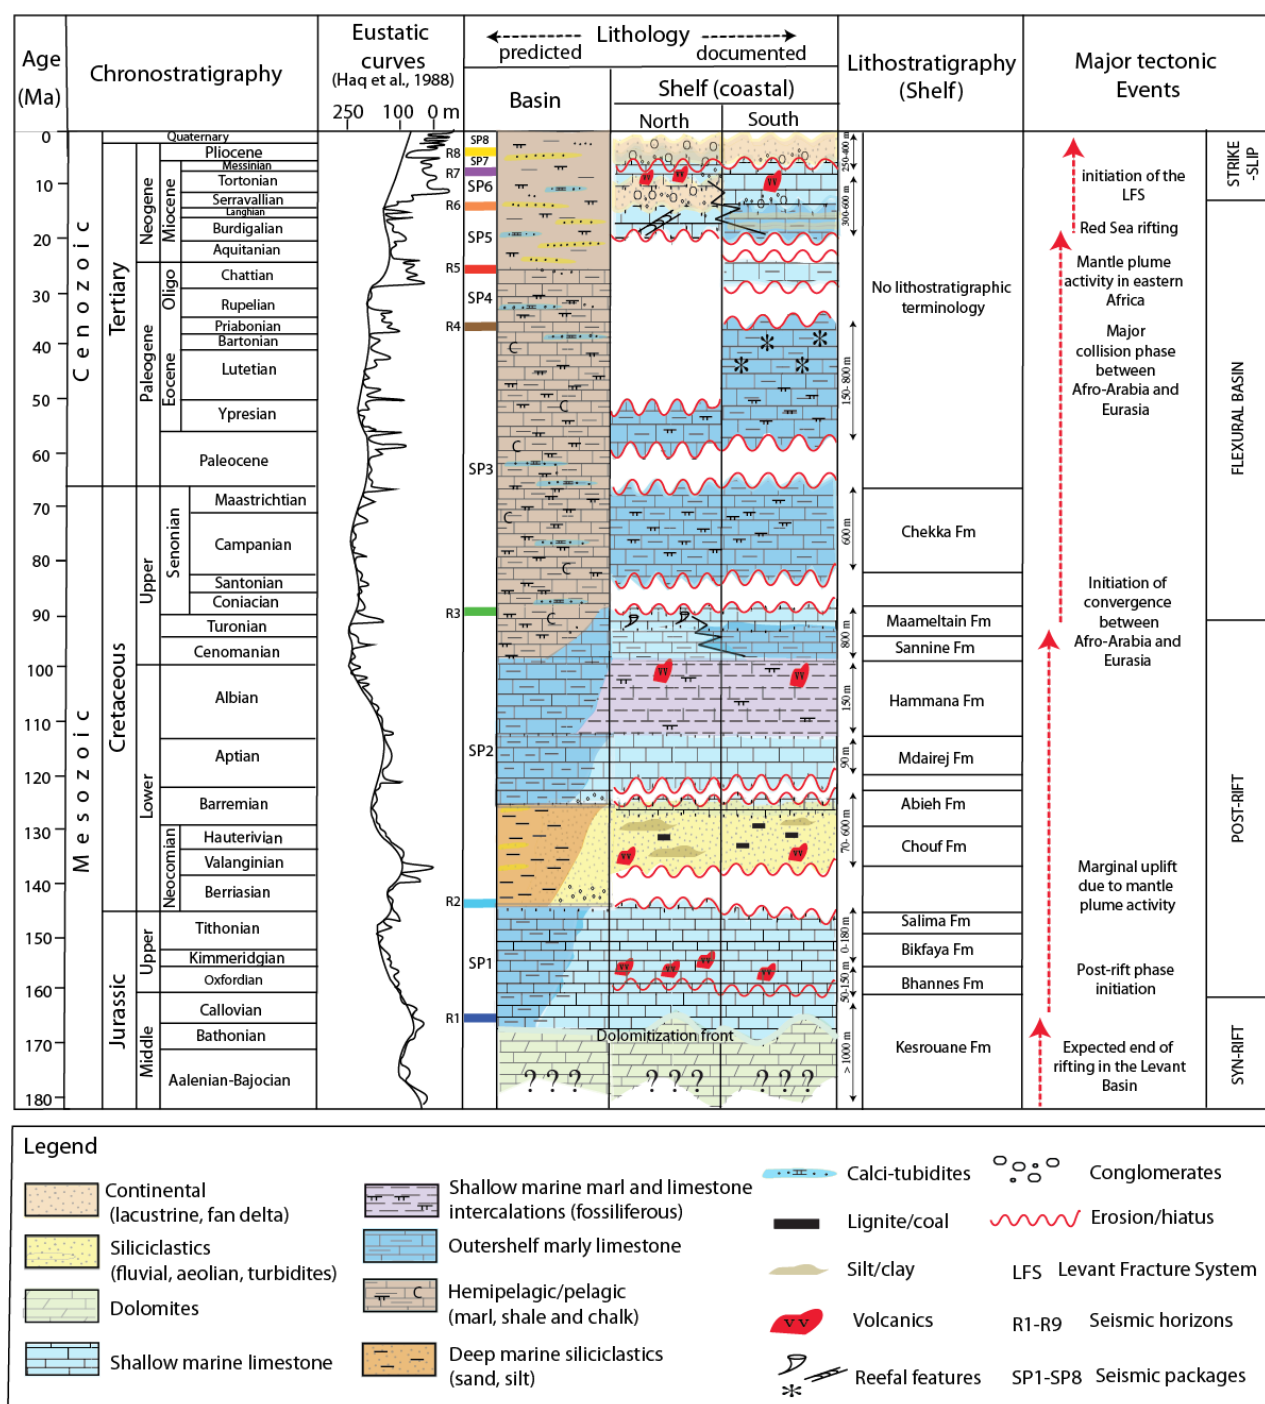 Age
(Ma)
Chronostratigraphy
Eustatic
curves
(Haq et al., 1988)
250 100 0 m
Lithology
predicted documented
Basin
Shelf (coastal)
North South
Lithostratigraphy
(Shelf)
Major tectonic
Events
0
10
20
30
40
50
60
70
80
90
100
110
120
130
140
150
160
170
180
Cenozoic
Mesozoic
Tertiary
Cretaceous
Jurassic
Neogene
Paleogene
Miocene
Oligo
Eocene
Upper
Senonian
Lower
Neocomian
Upper
Middle
Quaternary
Pliocene
Messinian
Tortonian
Serravallian
Langhian
Burdigalian
Aquitanian
Chattian
Rupelian
Priabonian
Bartonian
Lutetian
Ypresian
Paleocene
Maastrichtian
Campanian
Santonian
Coniacian
Turonian
Cenomanian
Albian
Aptian
Barremian
Hauterivian
Valanginian
Berriasian
Tithonian
Kimmeridgian
Oxfordian
Callovian
Bathonian
Aalenian-Bajocian
SP8
R8
SP7
R7
SP6
R6
SP5
R5
SP4
R4
SP3
R3
SP2
R2
SP1
R1
Dolomitization front
? ? ? ? ? ? ? ? ?
250-400 m
300-600 m
150- 800 m
600 m
800 m
150 m
90 m
70- 600 m
0-180 m
50-150 m
> 1000 m
No lithostratigraphic
terminology
Chekka Fm
Maameltain Fm
Sannine Fm
Hammana Fm
Mdairej Fm
Abieh Fm
Chouf Fm
Salima Fm
Bikfaya Fm
Bhannes Fm
Kesrouane Fm
initiation of the
LFS
Red Sea rifting
Mantle plume
activity in eastern
Africa
Major
collision phase
between
Afro-Arabia and
Eurasia
Initiation of
convergence
between
Afro-Arabia and
Eurasia
Marginal uplift
due to mantle
plume activity
Post-rift phase
initiation
Expected end of
rifting in the Levant
Basin
STRIKE
-SLIP
FLEXURAL BASIN
POST-RIFT
SYN-RIFT
Legend
Continental
(lacustrine, fan delta)
Siliciclastics
(fluvial, aeolian, turbidites)
Dolomites
Shallow marine limestone
Shallow marine marl and limestone
intercalations (fossiliferous)
Outershelf marly limestone
Hemipelagic/pelagic
(marl, shale and chalk)
Deep marine siliciclastics
(sand, silt)
Calci-tubidites
Lignite/coal
Silt/clay
Volcanics
Reefal features
Conglomerates
Erosion/hiatus
LFS Levant Fracture System
R1-R9 Seismic horizons
SP1-SP8 Seismic packages